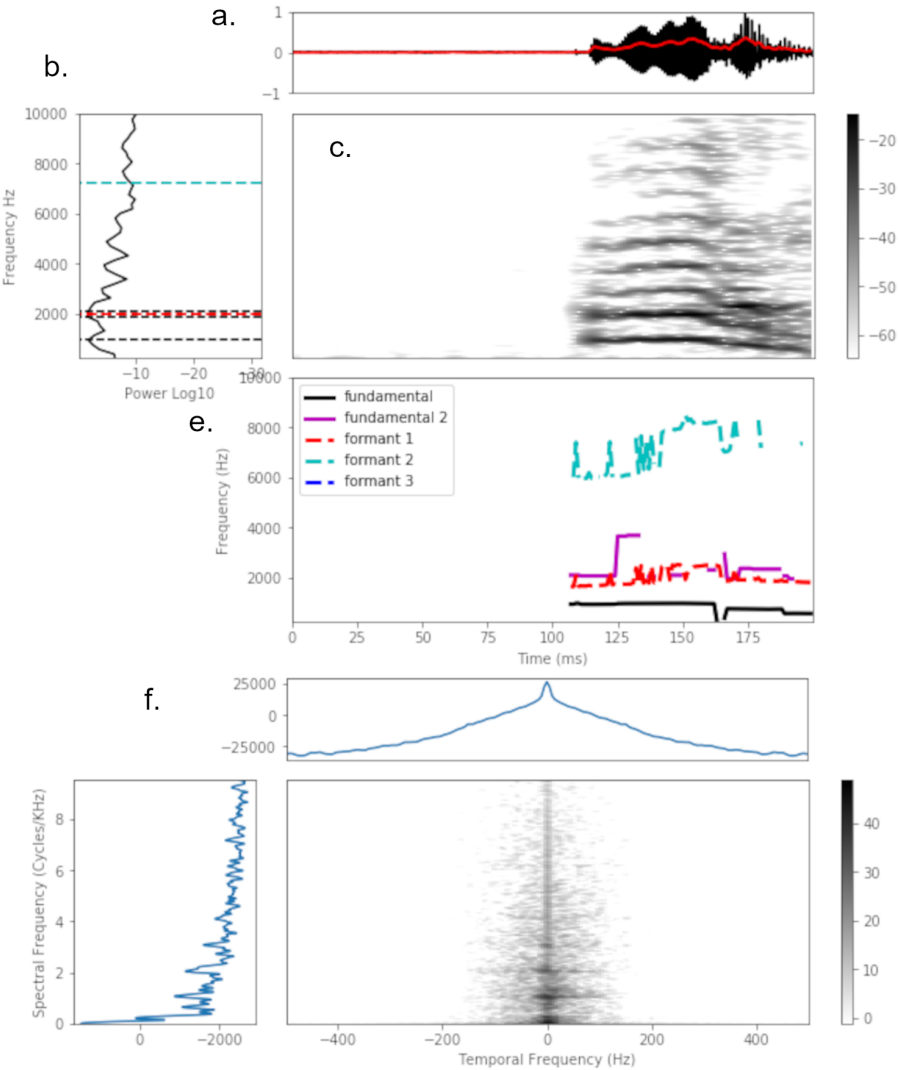 a.
1
0
−1
b.
10000
8000
6000
4000
2000
Frequency Hz
−10 −20 −30
Power Log10
c.
−20
−30
−40
−50
−60
e.
10000
8000
6000
4000
2000
Frequency (Hz)
fundamental
fundamental 2
formant 1
formant 2
formant 3
0 25 50 75 100 125 150 175
Time (ms)
f.
25000
0
−25000
8
6
4
2
0
Spectral Frequency (Cycles/KHz)
0 −2000
−400 −200 0 200 400
Temporal Frequency (Hz)
40
30
20
10
0